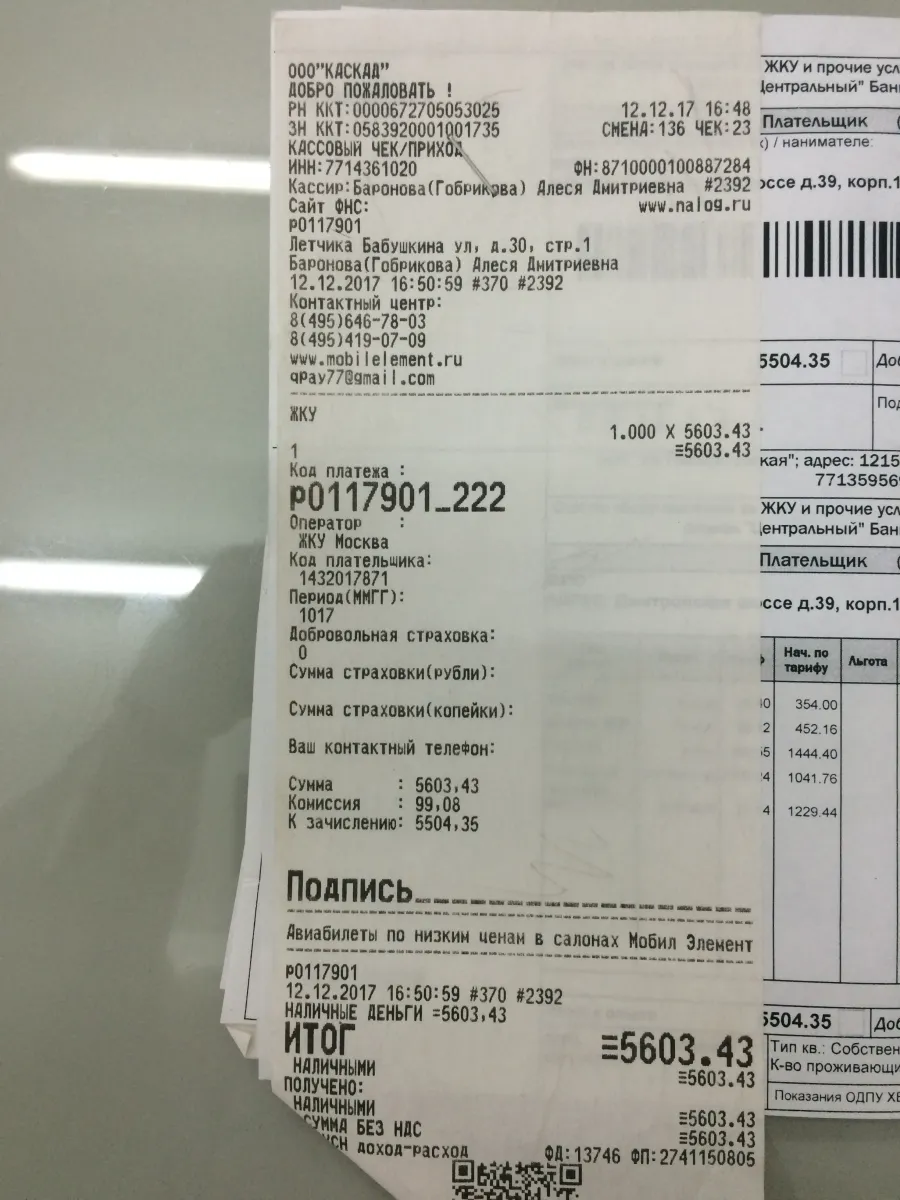 ООО"КАСКАД"
ДОБРО ПОЖАЛОВАТЬ !
РН ККТ:0000672705053025 12.12.17 16:48
ЗН ККТ:0583920001001735 СМЕНА:136 ЧЕК:23
КАССОВЫЙ ЧЕК/ПРИХОД
ИНН:7714361020 ФН:8710000100887284
Кассир:Баронова(Гобрикова) Алеся Дмитриевна #2392
Сайт ФНС: www.nalog.ru
р0117901
Летчика Бабушкина ул, д.30, стр.1
Баронова(Гобрикова) Алеся Дмитриевна
12.12.2017 16:50:59 #370 #2392
Контактный центр:
8(495)646-78-03
8(495)419-07-09
www.mobilelement.ru
qpay77@gmail.com
ЖКУ
1.000 X 5603.43
1 ≡5603.43
Код платежа :
р0117901_222
Оператор :
ЖКУ Москва
Код плательщика:
1432017871
Период(ММГГ):
1017
Добровольная страховка:
0
Сумма страховки(рубли):
Сумма страховки(копейки):
Ваш контактный телефон:
Сумма : 5603,43
Комиссия : 99,08
К зачислению: 5504,35
Подпись
Авиабилеты по низким ценам в салонах Мобил Элемент
р0117901
12.12.2017 16:50:59 #370 #2392
НАЛИЧНЫЕ ДЕНЬГИ =5603,43
ИТОГ ≡5603.43
НАЛИЧНЫМИ ≡5603.43
ПОЛУЧЕНО:
НАЛИЧНЫМИ ≡5603.43
СУММА БЕЗ НДС ≡5603.43
ДОХОД-РАСХОД ФД:13746 ФП:2741150805
ЖКУ и прочие усл
Центральный" Бан
Плательщик
) / нанимателе:
оссе д.39, корп.1
5504.35 Доб
Под
кая"; адрес: 1215
7713595
ЖКУ и прочие усл
Центральный" Бан
Плательщик
оссе д.39, корп.1
Нач. по тарифу Льгота
354.00
452.16
1444.40
1041.76
1229.44
5504.35 Доб
Тип кв.: Собствен
К-во проживающи
Показания ОДПУ ХВ